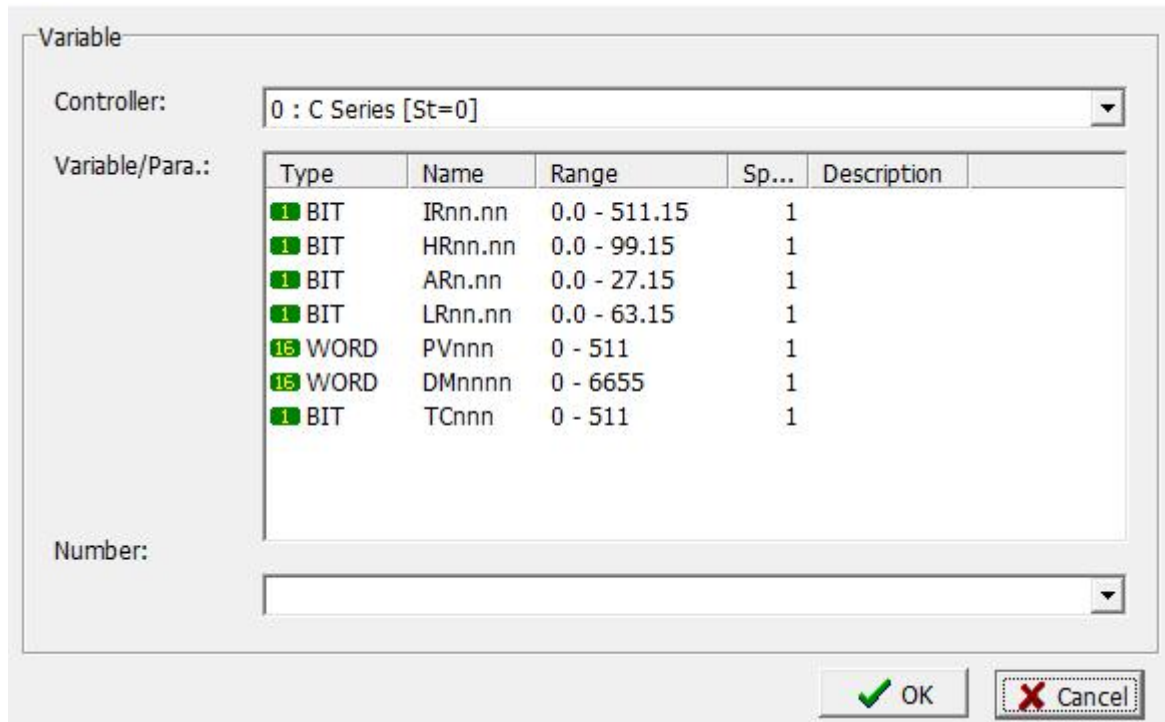 Variable
Controller: 0 : C Series [St=0]
Variable/Para.: Type Name Range Sp... Description
1 BIT IRnn.nn 0.0 - 511.15 1
1 BIT HRnn.nn 0.0 - 99.15 1
1 BIT ARn.nn 0.0 - 27.15 1
1 BIT LRnn.nn 0.0 - 63.15 1
16 WORD PVnnn 0 - 511 1
16 WORD DMnnnn 0 - 6655 1
1 BIT TCnnn 0 - 511 1
Number:
OK Cancel